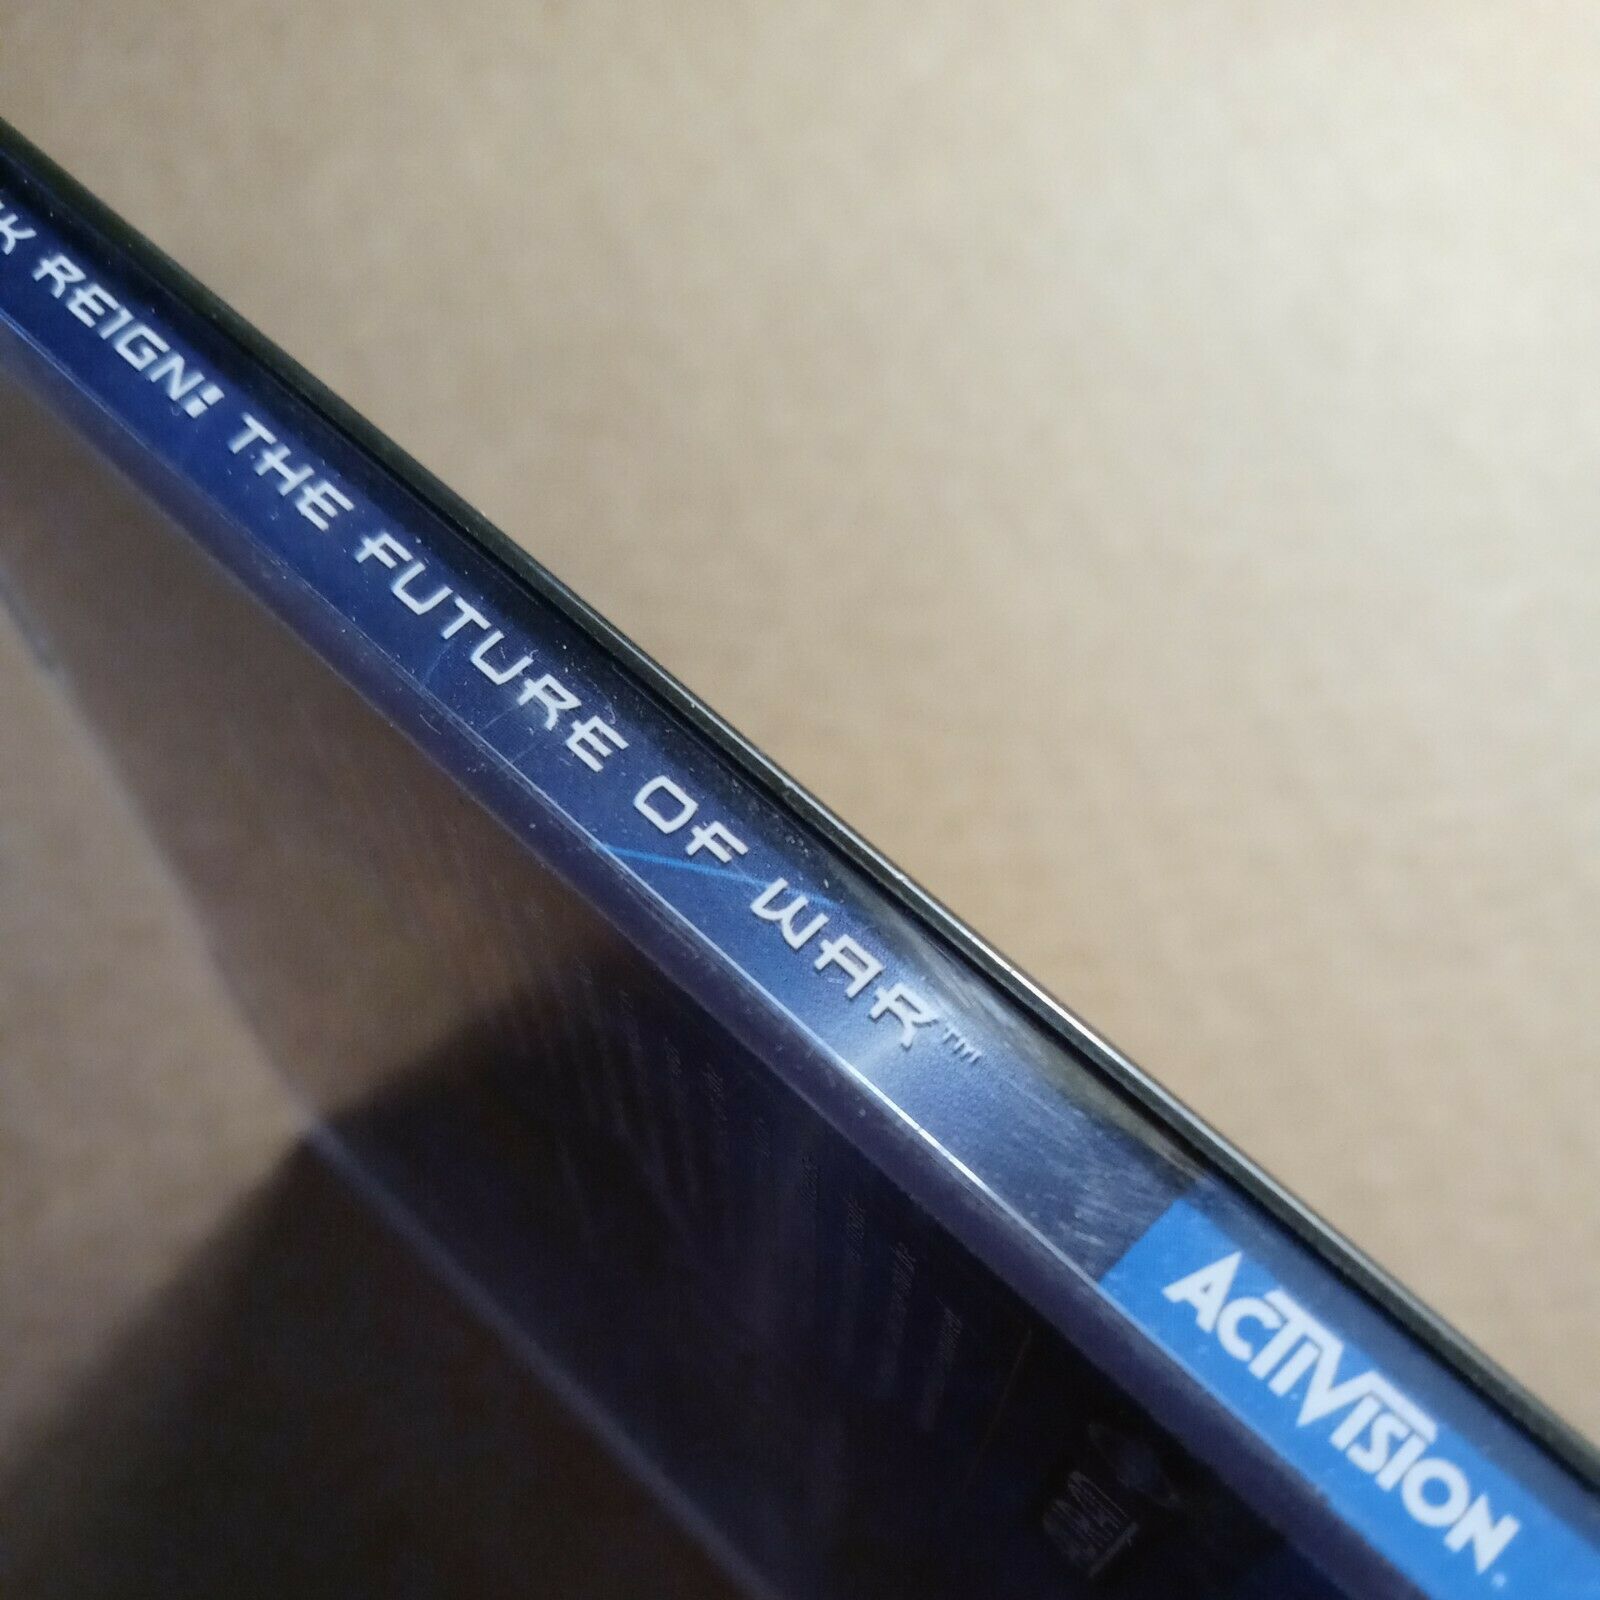 K REIGN: THE FUTURE OF WAR™
ACTIVISION®